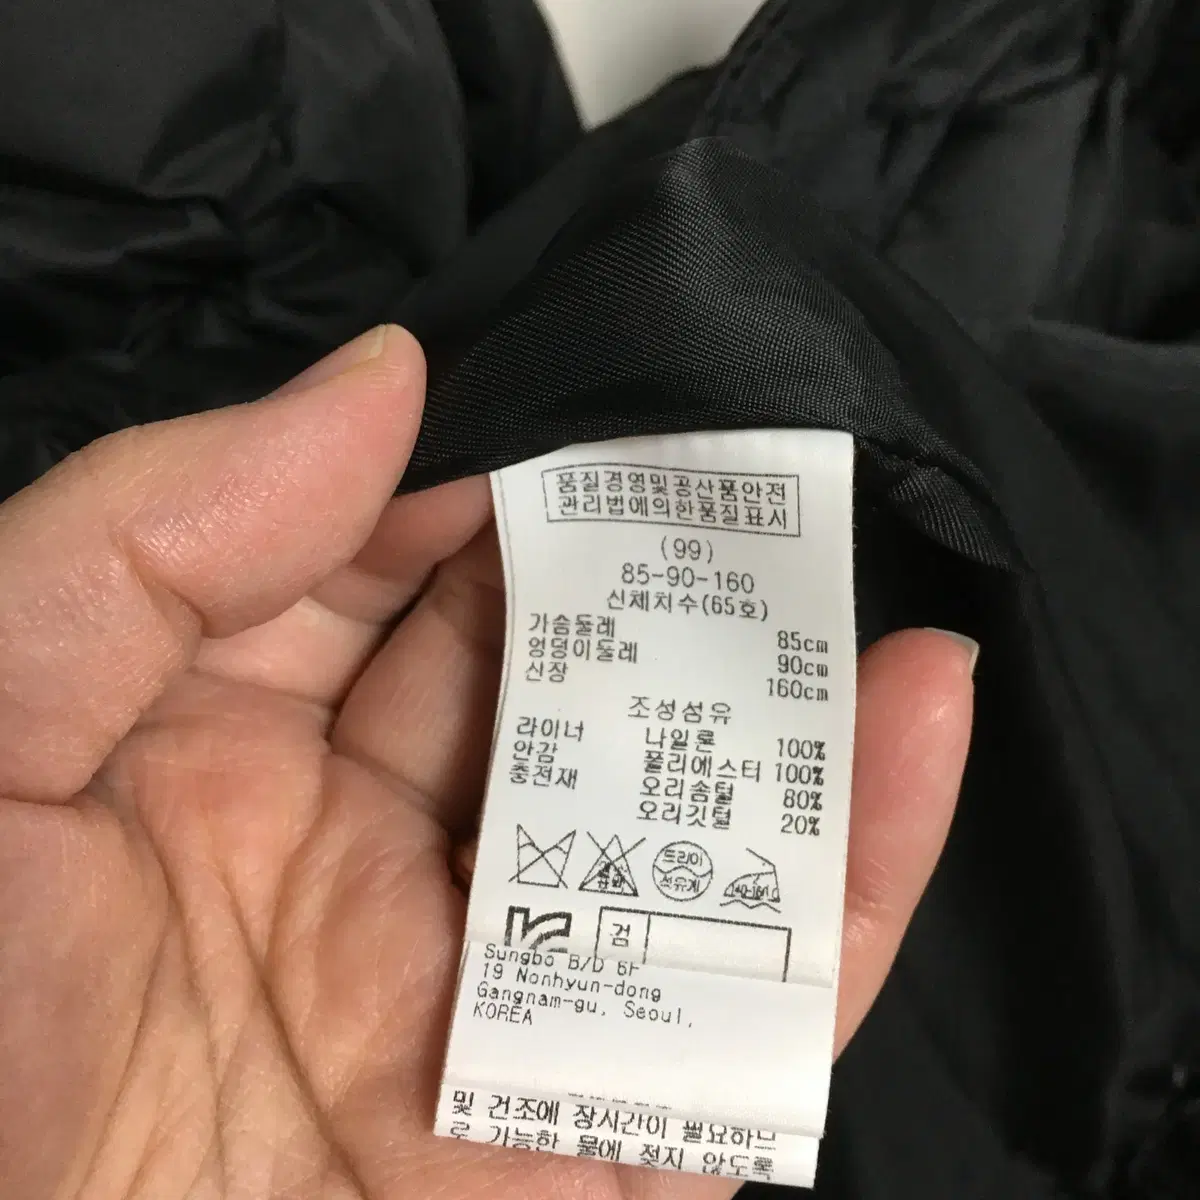 품질경영및공산품안전
관리법에의한품질표시
(99)
85-90-160
신체치수(65호)
가슴둘레 85cm
엉덩이둘레 90cm
신장 160cm
조성섬유
라이너 나일론 100%
안감 폴리에스터 100%
충전재 오리솜털 80%
오리깃털 20%
표백
드라이
석유계
140-160
검
Sungbo B/D 6F
19 Nonhyun-dong
Gangnam-gu, Seoul,
KOREA
및 건조에 장시간이 필요하므
로 가능한 물에 젖지 않도록